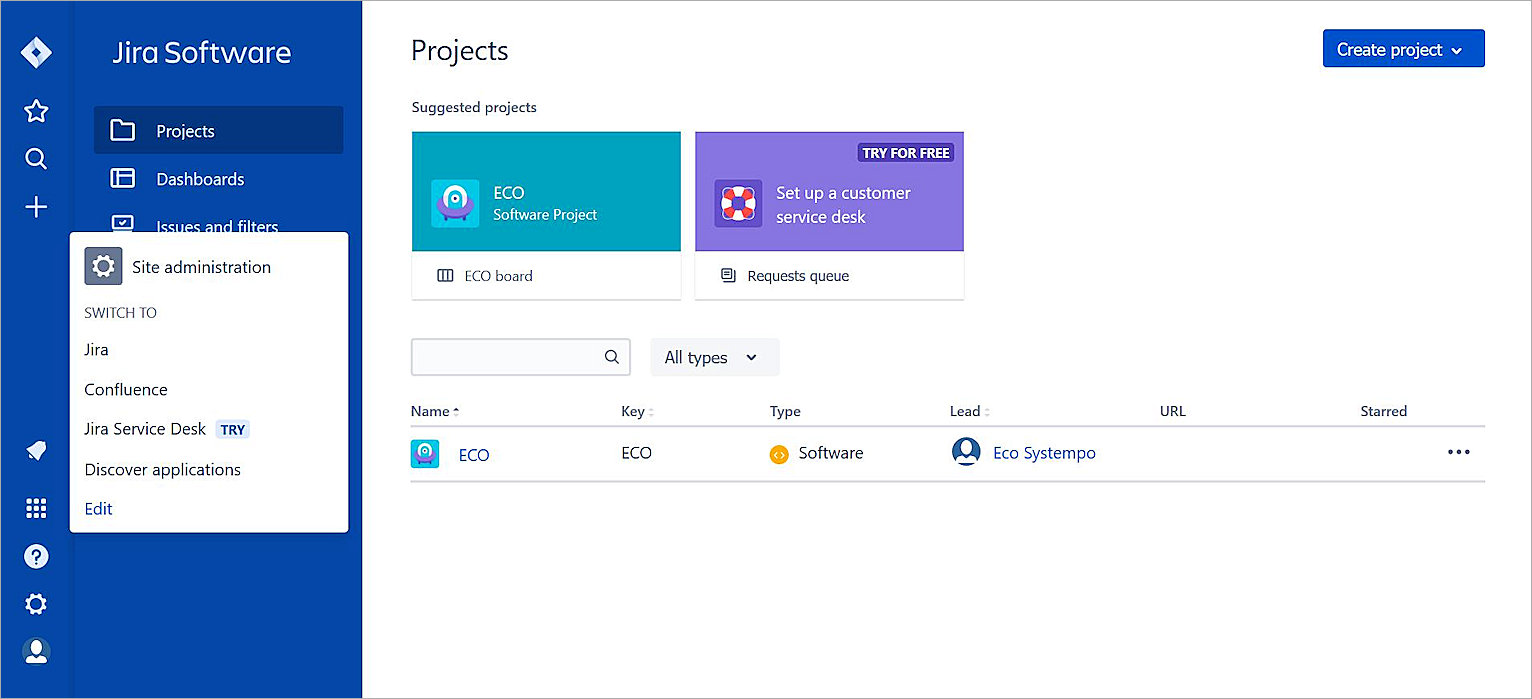 Jira Software
Projects
Dashboards
Issues and filters
Site administration
SWITCH TO
Jira
Confluence
Jira Service Desk TRY
Discover applications
Edit
Projects
Create project
Suggested projects
ECO
Software Project
ECO board
TRY FOR FREE
Set up a customer
service desk
Requests queue
All types
Name Key Type Lead URL Starred
ECO ECO Software Eco Systempo